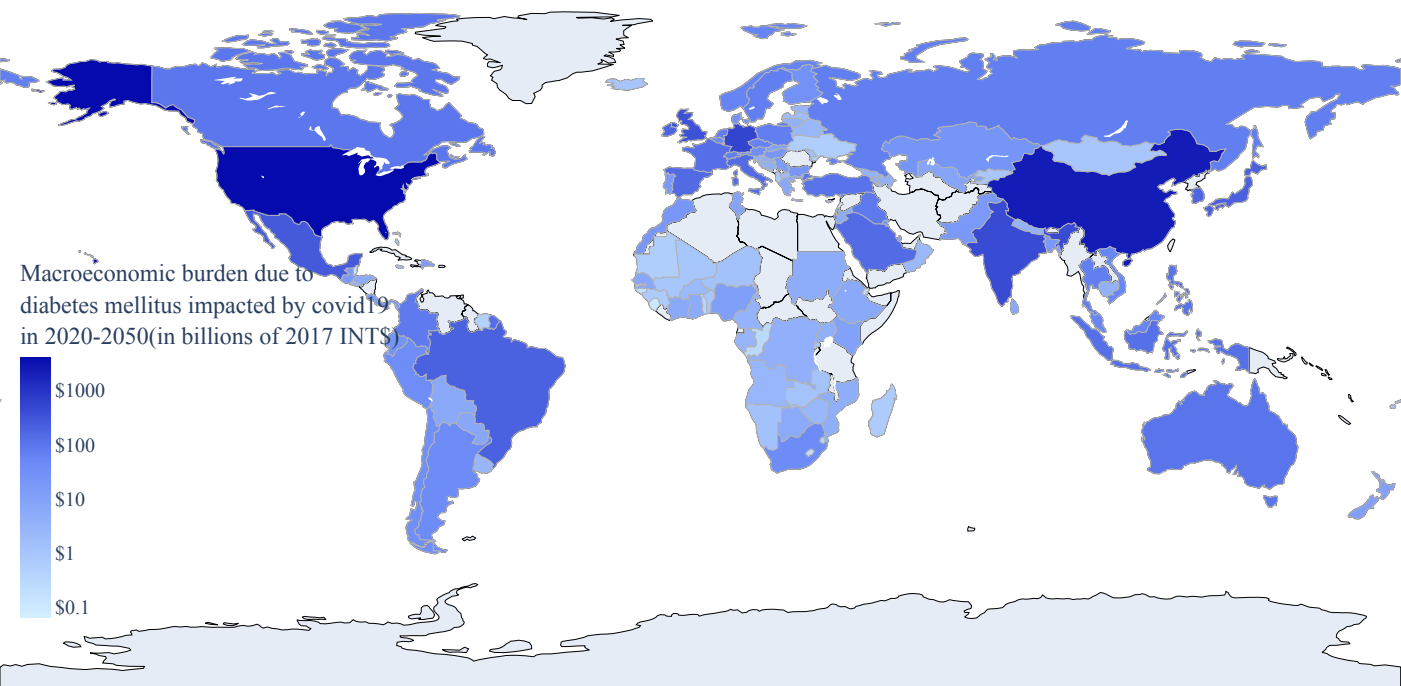 Macroeconomic burden due to
diabetes mellitus impacted by covid19
in 2020-2050(in billions of 2017 INT$)
$1000
$100
$10
$1
$0.1